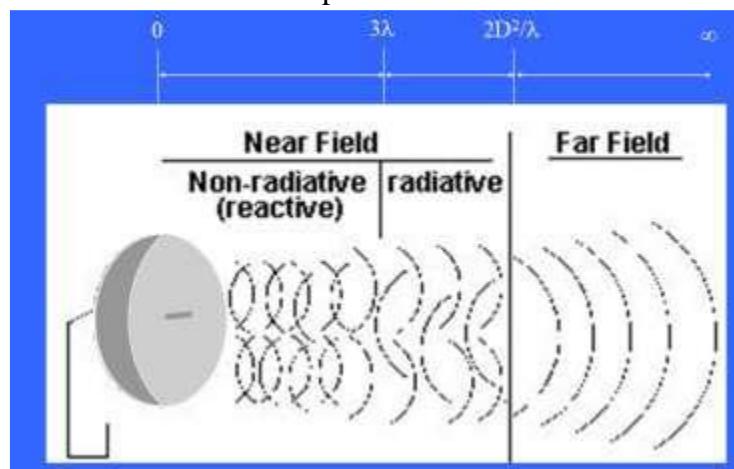 0 3λ 2D²/λ ∞
Near Field Far Field
Non-radiative radiative
(reactive)